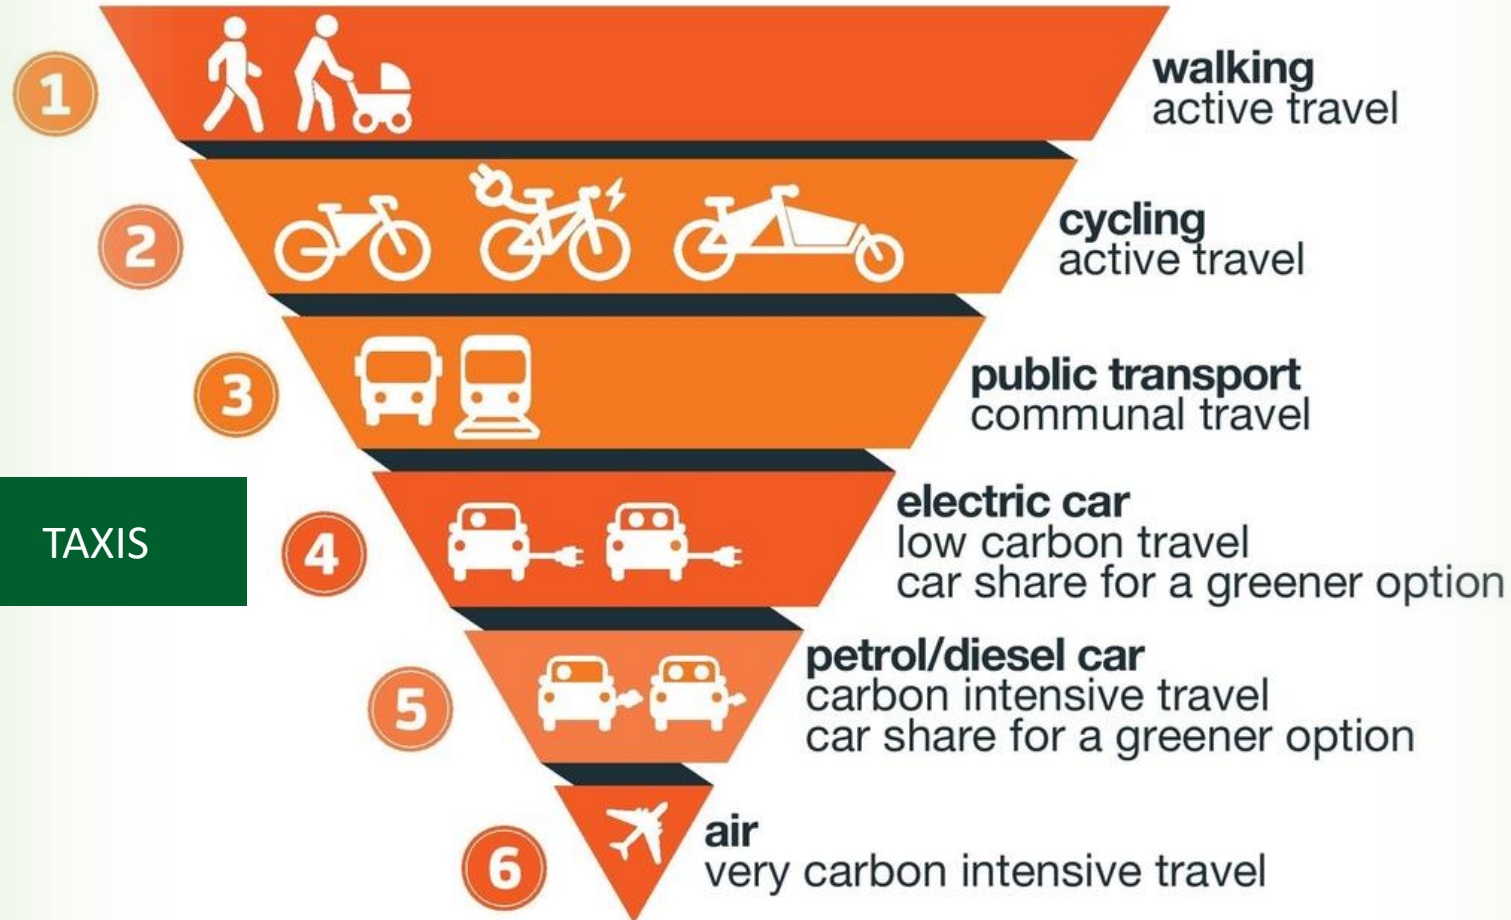 1
walking
active travel
2
cycling
active travel
3
public transport
communal travel
TAXIS
4
electric car
low carbon travel
car share for a greener option
5
petrol/diesel car
carbon intensive travel
car share for a greener option
6
air
very carbon intensive travel